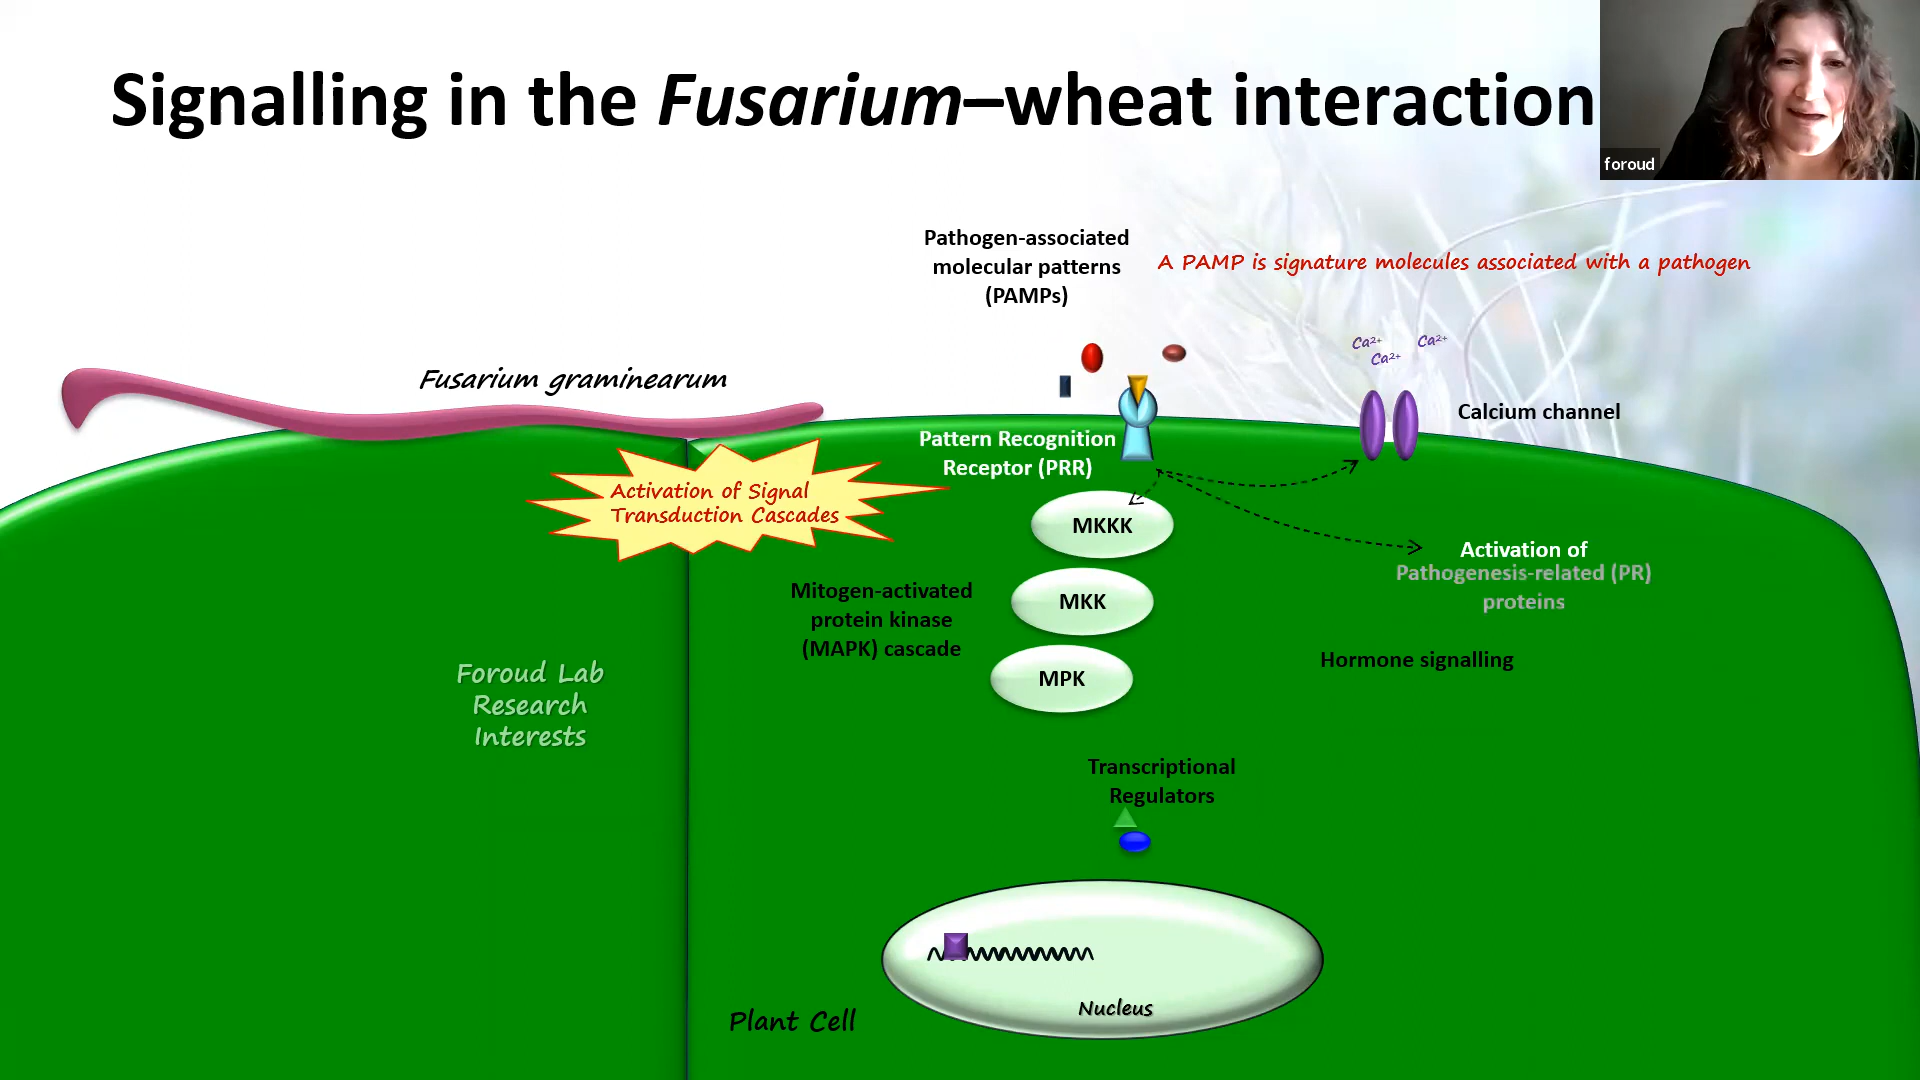 Signalling in the Fusarium–wheat interaction
foroud
Pathogen-associated
molecular patterns
(PAMPs)
A PAMP is signature molecules associated with a pathogen
Ca²⁺
Ca²⁺
Ca²⁺
Fusarium graminearum
Calcium channel
Pattern Recognition
Receptor (PRR)
Activation of Signal
Transduction Cascades
MKKK
Activation of
Pathogenesis-related (PR)
proteins
Mitogen-activated
protein kinase
(MAPK) cascade
MKK
MPK
Hormone signalling
Foroud Lab
Research
Interests
Transcriptional
Regulators
Nucleus
Plant Cell